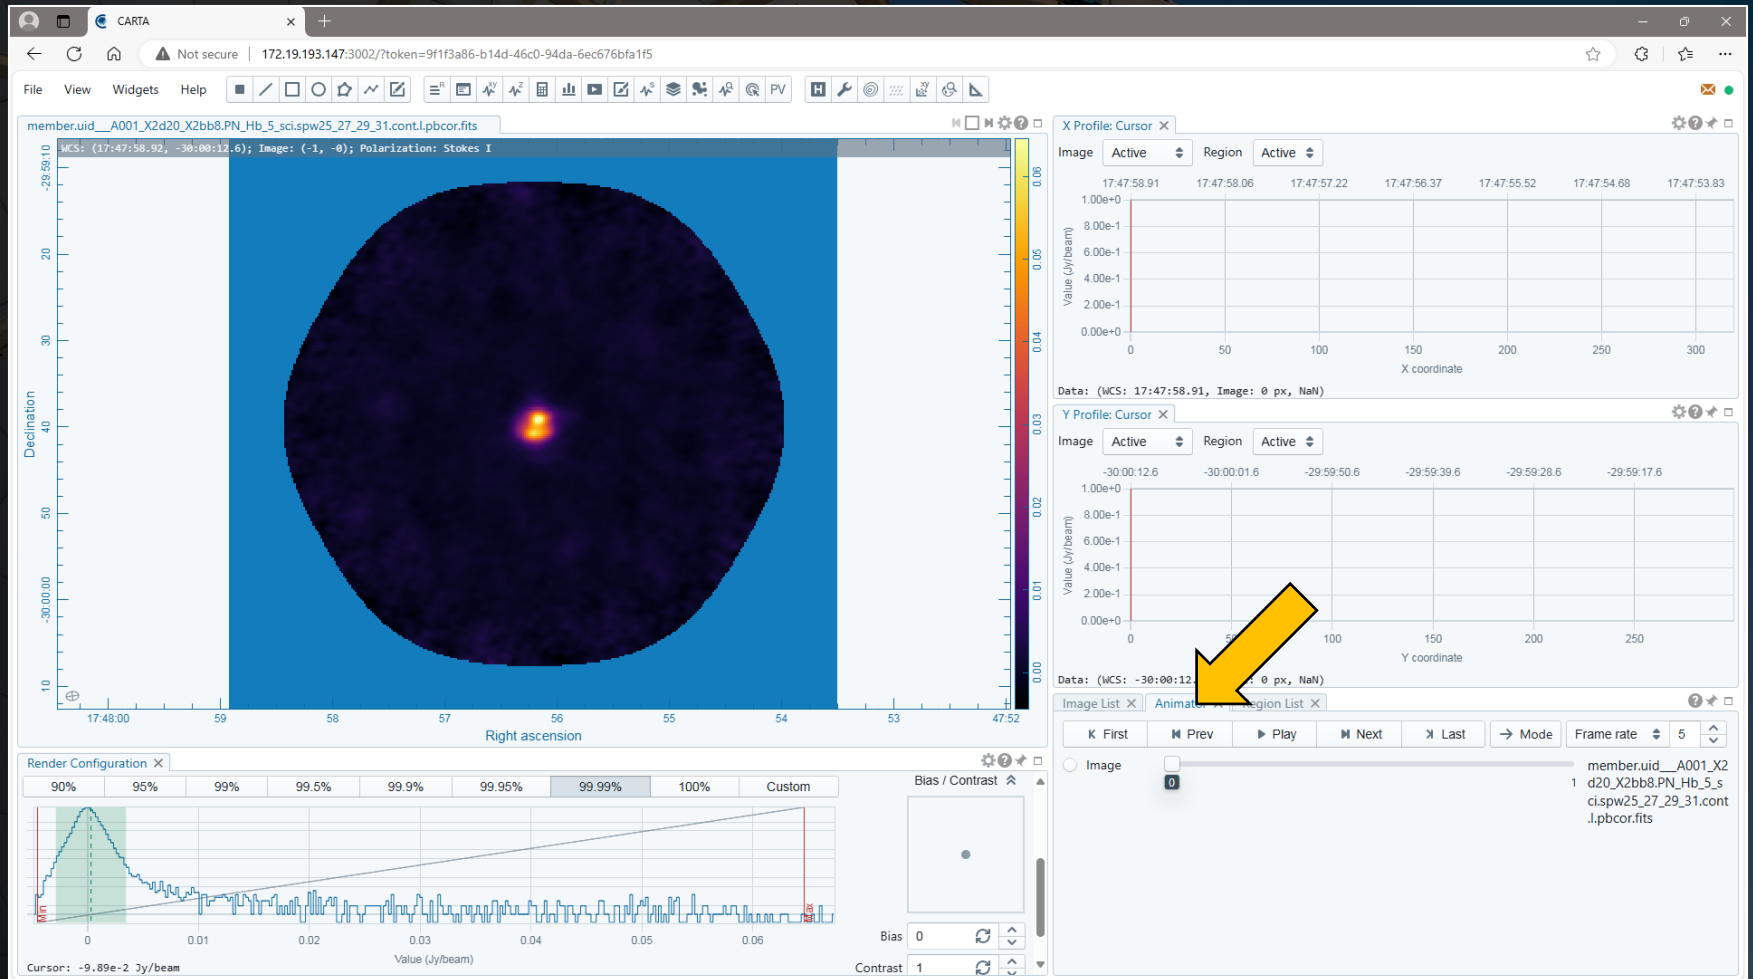 CARTA
Not secure
172.19.193.147:3002/?token=9f1f3a86-b14d-46c0-94da-6ec676bfa1f5
File View Widgets Help
PV
member.uid___A001_X2d20_X2bb8.PN_Hb_5_sci.spw25_27_29_31.cont.I.pbcor.fits
WCS: (17:47:58.92, -30:00:12.6); Image: (-1, -0); Polarization: Stokes I
Declination
-29:59:10
20
30
40
50
-30:00:00
10
17:48:00 59 58 57 56 55 54 53 47:52
Right ascension
0.06
0.05
0.04
0.03
0.02
0.01
0.00
Render Configuration
90% 95% 99% 99.5% 99.9% 99.95% 99.99% 100% Custom
Min
Max
0 0.01 0.02 0.03 0.04 0.05 0.06
Value (Jy/beam)
Cursor: -9.89e-2 Jy/beam
Bias / Contrast
Bias 0
Contrast 1
X Profile: Cursor
Image Active Region Active
17:47:58.91 17:47:58.06 17:47:57.22 17:47:56.37 17:47:55.52 17:47:54.68 17:47:53.83
Value (Jy/beam)
1.00e+0
8.00e-1
6.00e-1
4.00e-1
2.00e-1
0.00e+0
0 50 100 150 200 250 300
X coordinate
Data: (WCS: 17:47:58.91, Image: 0 px, NaN)
Y Profile: Cursor
Image Active Region Active
-30:00:12.6 -30:00:01.6 -29:59:50.6 -29:59:39.6 -29:59:28.6 -29:59:17.6
Value (Jy/beam)
1.00e+0
8.00e-1
6.00e-1
4.00e-1
2.00e-1
0.00e+0
0 100 150 200 250
Y coordinate
Data: (WCS: -30:00:12. : 0 px, NaN)
Image List Animator Region List
First Prev Play Next Last Mode Frame rate 5
Image
0
1
member.uid___A001_X2
d20_X2bb8.PN_Hb_5_s
ci.spw25_27_29_31.cont
.I.pbcor.fits